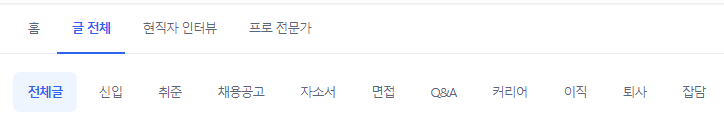 홈 글 전체 현직자 인터뷰 프로 전문가
전체글 신입 취준 채용공고 자소서 면접 Q&A 커리어 이직 퇴사 잡담